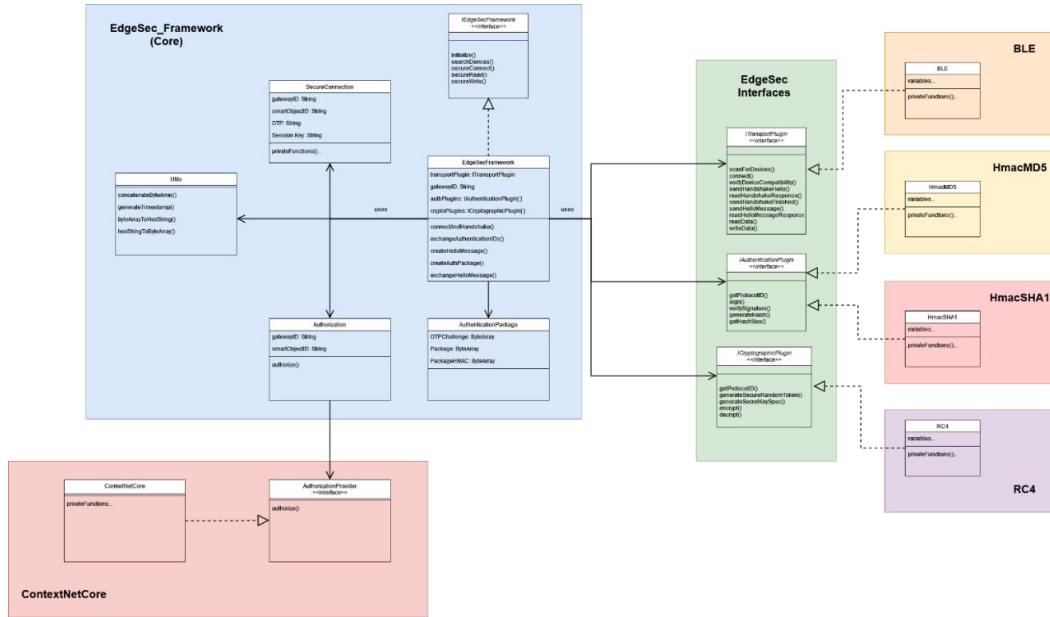 EdgeSec_Framework
(Core)
IEdgeSecFramework
<<interface>>
initialize()
searchDevices()
secureConnect()
secureRead()
secureWrite()
SecureConnection
gatewayID: String
smartObjectID: String
OTP: String
Session Key: String
privateFunctions()..
Utils
concatenateByteArray()
generateTimestamp()
byteArrayToHexString()
hexStringToByteArray()
uses
EdgeSecFramework
transportPlugin: ITransportPlugin
gatewayID: String
authPlugins: IAuthenticationPlugin[]
cryptoPlugins: ICryptographicPlugin[]
connectAndHandshake()
exchangeAuthenticationIDs()
createHelloMessage()
createAuthPackage()
exchangeHelloMessage()
uses
Authorization
gatewayID: String
smartObjectID: String
authorize()
AuthenticationPackage
OTPChallenge: ByteArray
Package: ByteArray
PackageHMAC: ByteArray
ContextNetCore
privateFunctions...
AuthorizationProvider
<<interface>>
authorize()
ContextNetCore
EdgeSec
Interfaces
ITransportPlugin
<<interface>>
scanForDevices()
connect()
verifyDeviceCompatibility()
sendHandshakeHello()
readHandshakeResponse()
sendHandshakeFinished()
sendHelloMessage()
readHelloMessageResponse
readData()
writeData()
IAuthenticationPlugin
<<interface>>
getProtocolID()
sign()
verifySignature()
generateHash()
getHashSize()
ICryptographicPlugin
<<interface>>
getProtocolID()
generateSecureRandomToken()
generateSecretKeySpec()
encrypt()
decrypt()
BLE
BLE
variables...
privateFunctions()..
HmacMD5
HmadMD5
variables...
privateFunctions()..
HmacSHA1
HmacSHA1
variables...
privateFunctions()..
RC4
variables...
privateFunctions()..
RC4